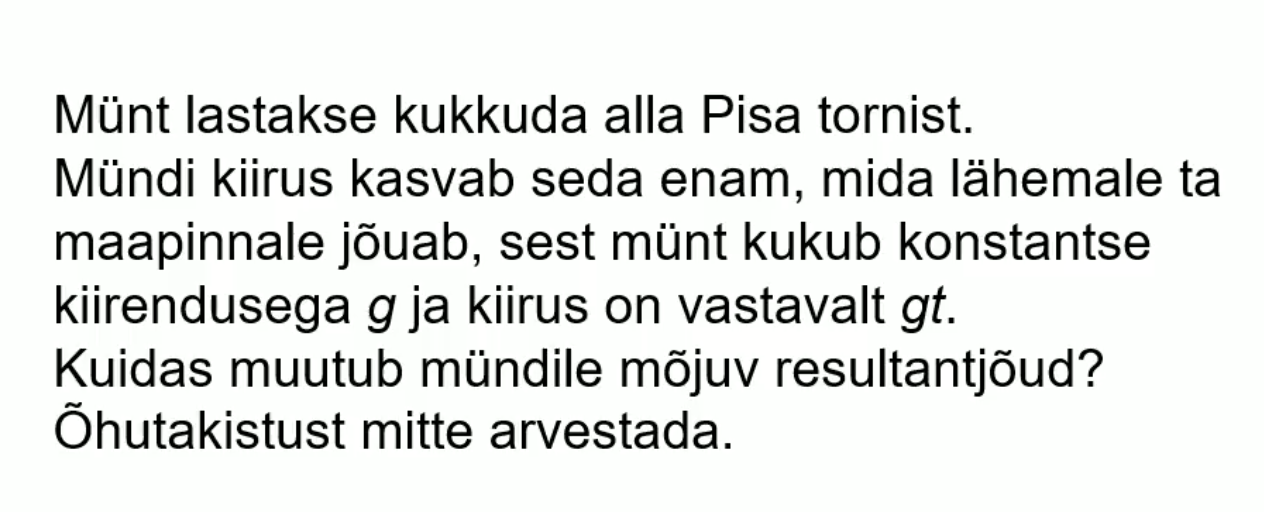 Münt lastakse kukkuda alla Pisa tornist.
Mündi kiirus kasvab seda enam, mida lähemale ta
maapinnale jõuab, sest münt kukub konstantse
kiirendusega g ja kiirus on vastavalt gt.
Kuidas muutub mündile mõjuv resultantjõud?
Õhutakistust mitte arvestada.